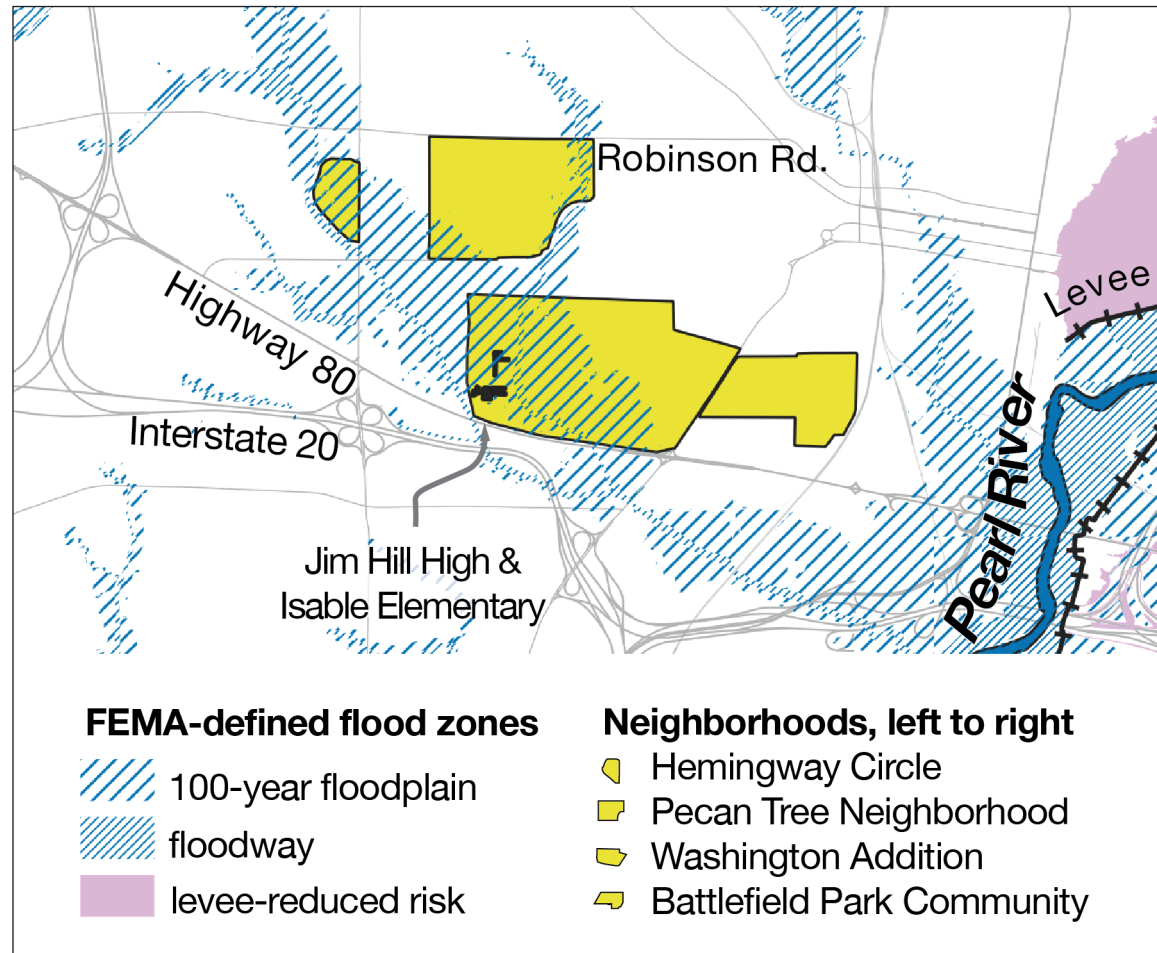 Robinson Rd.
Levee
Highway 80
Interstate 20
Pearl River
Jim Hill High &
Isable Elementary
FEMA-defined flood zones
100-year floodplain
floodway
levee-reduced risk
Neighborhoods, left to right
Hemingway Circle
Pecan Tree Neighborhood
Washington Addition
Battlefield Park Community